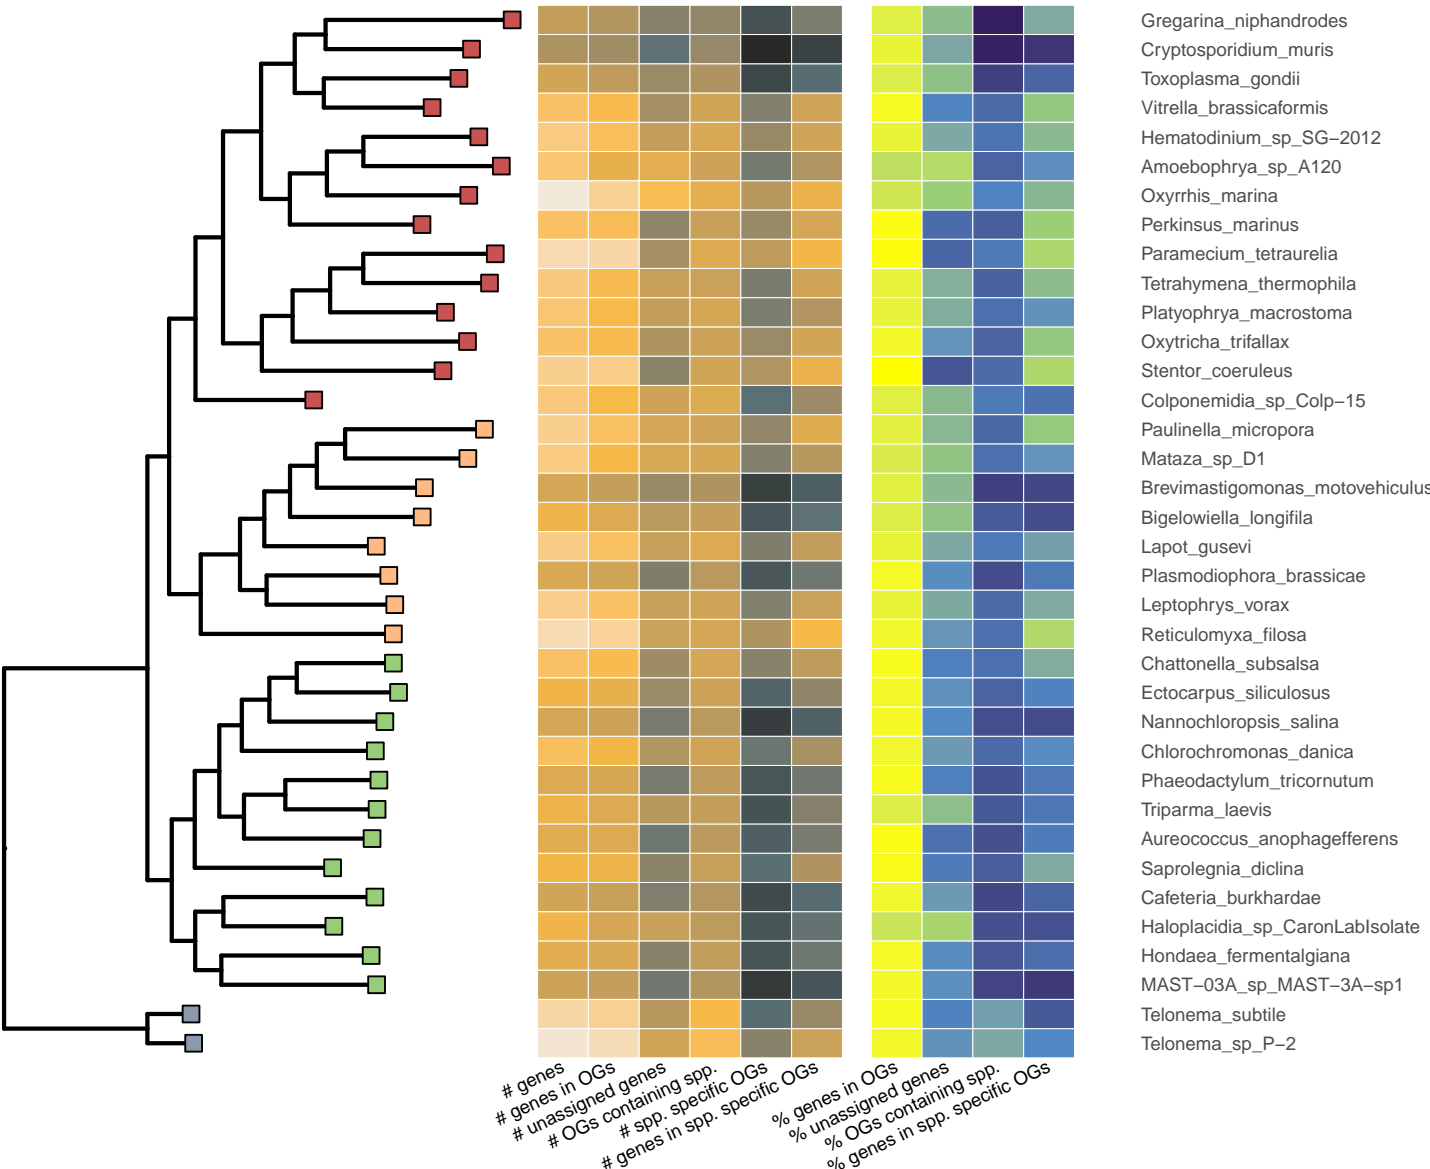 Gregarina_niphandrodes
Cryptosporidium_muris
Toxoplasma_gondii
Vitrella_brassicaformis
Hematodinium_sp_SG−2012
Amoebophrya_sp_A120
Oxyrrhis_marina
Perkinsus_marinus
Paramecium_tetraurelia
Tetrahymena_thermophila
Platyophrya_macrostoma
Oxytricha_trifallax
Stentor_coeruleus
Colponemidia_sp_Colp−15
Paulinella_micropora
Mataza_sp_D1
Brevimastigomonas_motovehiculus
Bigelowiella_longifila
Lapot_gusevi
Plasmodiophora_brassicae
Leptophrys_vorax
Reticulomyxa_filosa
Chattonella_subsalsa
Ectocarpus_siliculosus
Nannochloropsis_salina
Chlorochromonas_danica
Phaeodactylum_tricornutum
Triparma_laevis
Aureococcus_anophagefferens
Saprolegnia_diclina
Cafeteria_burkhardae
Haloplacidia_sp_CaronLabIsolate
Hondaea_fermentalgiana
MAST−03A_sp_MAST−3A−sp1
Telonema_subtile
Telonema_sp_P−2
# genes
# genes in OGs
# unassigned genes
# OGs containing spp.
# spp. specific OGs
# genes in spp. specific OGs
% genes in OGs
% unassigned genes
% OGs containing spp.
% genes in spp. specific OGs